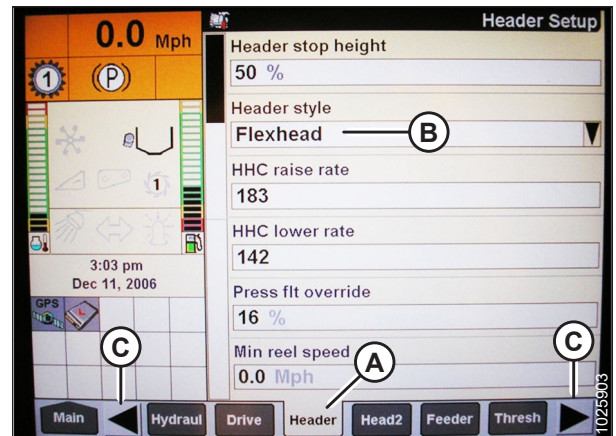 0.0 Mph
Header Setup
1
(P)
Header stop height
50 %
Header style
Flexhead
B
HHC raise rate
183
1
HHC lower rate
142
3:03 pm
Dec 11, 2006
Press flt override
16 %
GPS
Min reel speed
0.0 Mph
A
C
C
Main
Hydraul
Drive
Header
Head2
Feeder
Thresh
1025903